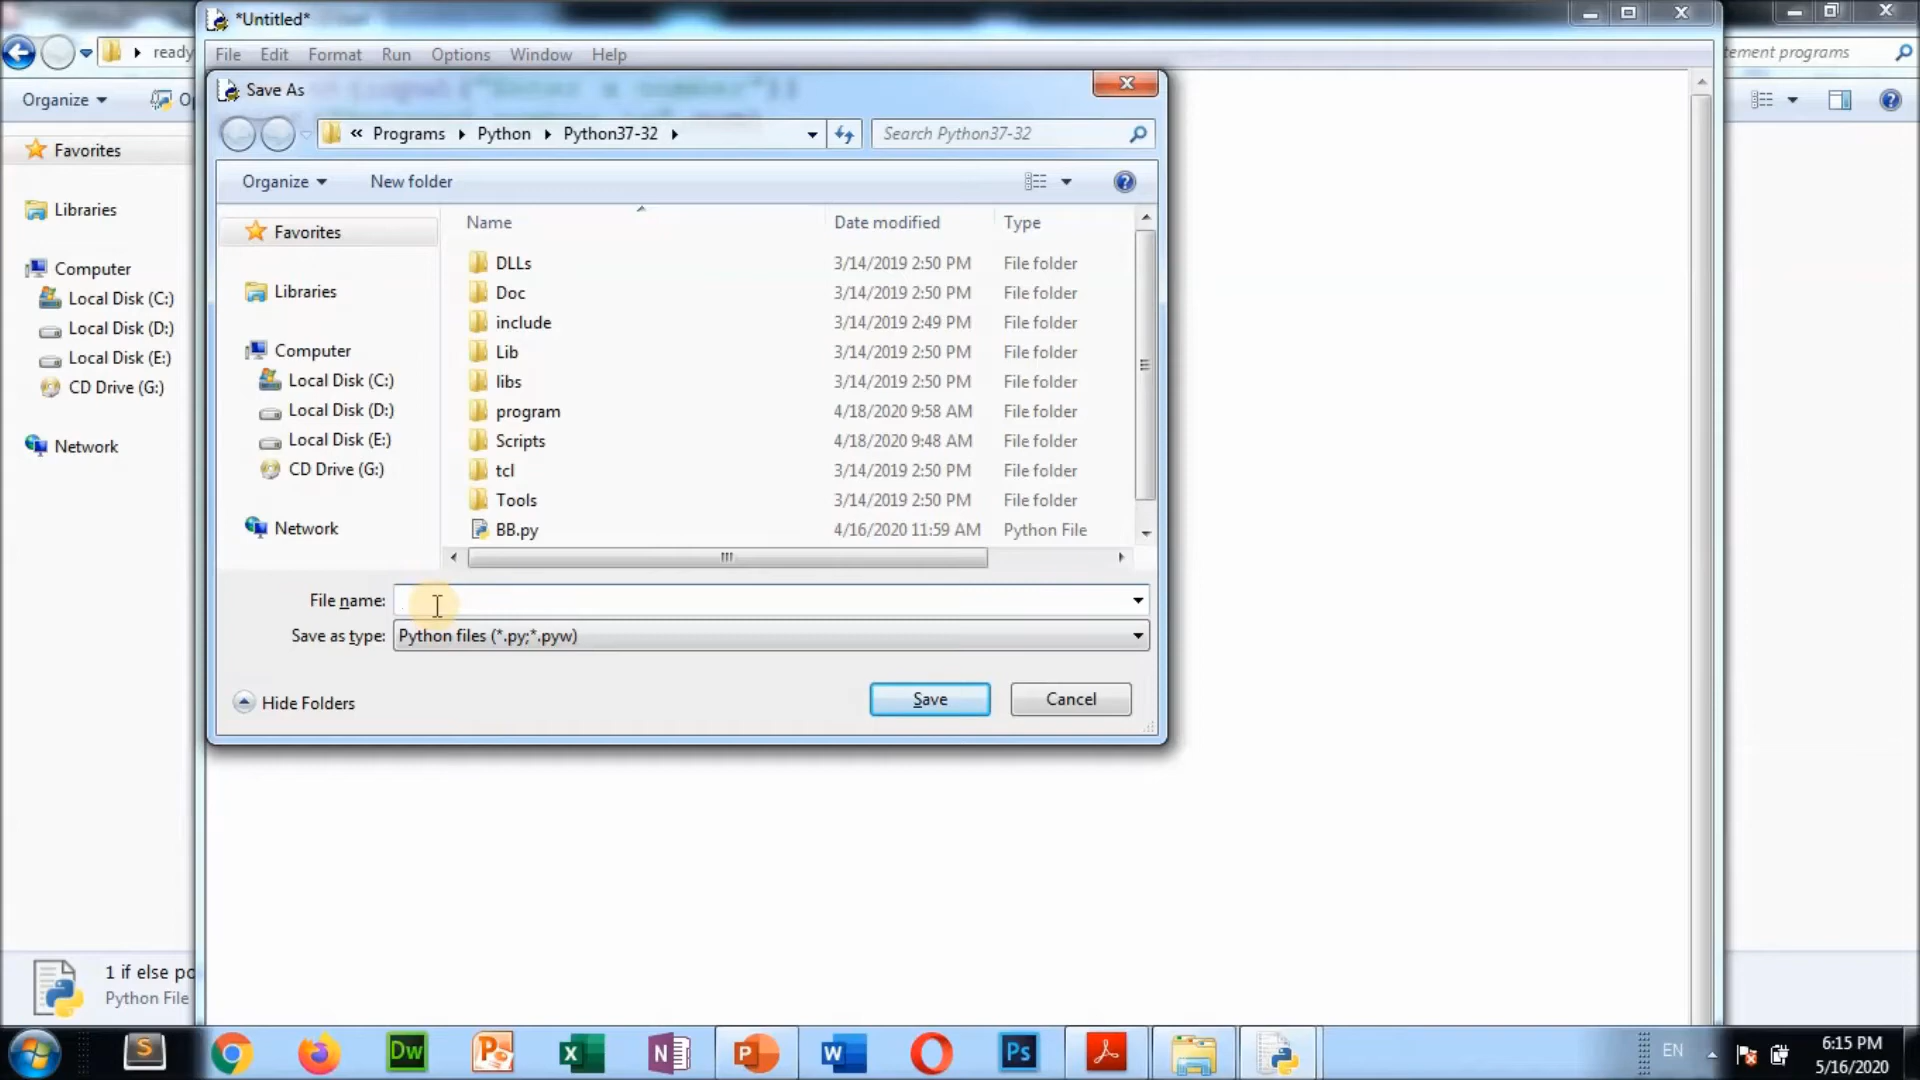 *Untitled*
ready
tement programs
File Edit Format Run Options Window Help
Organize
Save As
Programs Python Python37-32
Search Python37-32
Organize New folder
Favorites
Libraries
Computer
Local Disk (C:)
Local Disk (D:)
Local Disk (E:)
CD Drive (G:)
Network
Favorites
Libraries
Computer
Local Disk (C:)
Local Disk (D:)
Local Disk (E:)
CD Drive (G:)
Network
Name Date modified Type
DLLs 3/14/2019 2:50 PM File folder
Doc 3/14/2019 2:50 PM File folder
include 3/14/2019 2:49 PM File folder
Lib 3/14/2019 2:50 PM File folder
libs 3/14/2019 2:50 PM File folder
program 4/18/2020 9:58 AM File folder
Scripts 4/18/2020 9:48 AM File folder
tcl 3/14/2019 2:50 PM File folder
Tools 3/14/2019 2:50 PM File folder
BB.py 4/16/2020 11:59 AM Python File
File name:
Save as type: Python files (*.py;*.pyw)
Hide Folders
Save Cancel
1 if else po
Python File
S Dw P X N P W Ps
EN
6:15 PM
5/16/2020